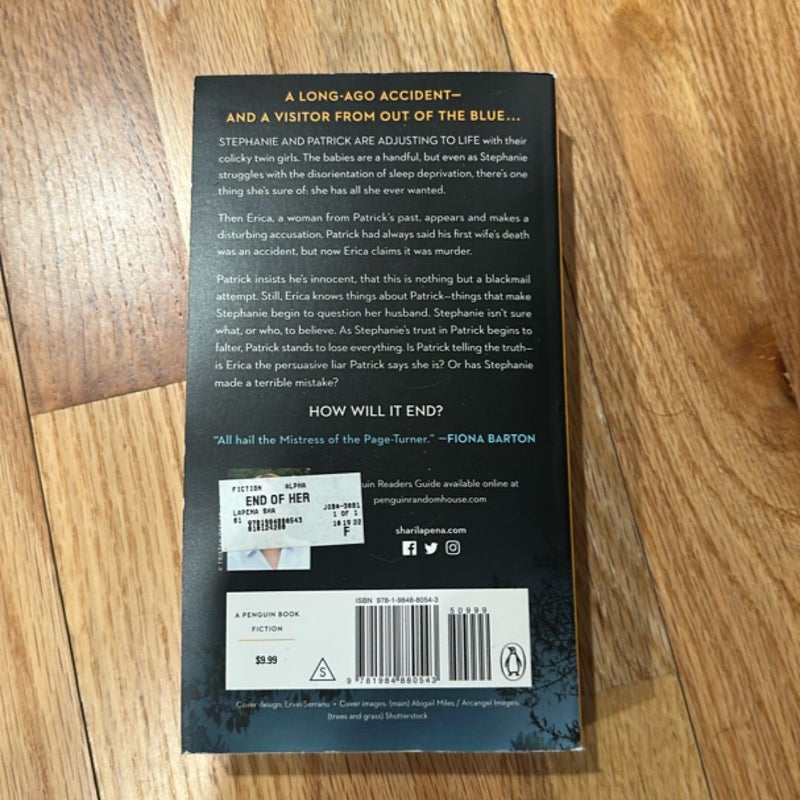 A LONG-AGO ACCIDENT—
AND A VISITOR FROM OUT OF THE BLUE...
STEPHANIE AND PATRICK ARE ADJUSTING TO LIFE with their
colicky twin girls. The babies are a handful, but even as Stephanie
struggles with the disorientation of sleep deprivation, there's one
thing she's sure of: she has all she ever wanted.
Then Erica, a woman from Patrick's past, appears and makes a
disturbing accusation. Patrick had always said his first wife's death
was an accident, but now Erica claims it was murder.
Patrick insists he's innocent, that this is nothing but a blackmail
attempt. Still, Erica knows things about Patrick—things that make
Stephanie begin to question her husband. Stephanie isn't sure
what, or who, to believe. As Stephanie's trust in Patrick begins to
falter, Patrick stands to lose everything. Is Patrick telling the truth—
is Erica the persuasive liar Patrick says she is? Or has Stephanie
made a terrible mistake?
HOW WILL IT END?
"All hail the Mistress of the Page-Turner." —FIONA BARTON
uin Readers Guide available online at
penguinrandomhouse.com
FICTION ALPHA
END OF HER
LAPENA SHA
JOB#-3081
1 OF 1
01 9781984880543
10 19 22
F
sharilapena.com
ISBN 978-1-9848-8054-3
50999
A PENGUIN BOOK
FICTION
$9.99
S
9 781984 880543
Cover design: Ervin Serrano • Cover images: (main) Abigail Miles / Arcangel Images;
(trees and grass) Shutterstock